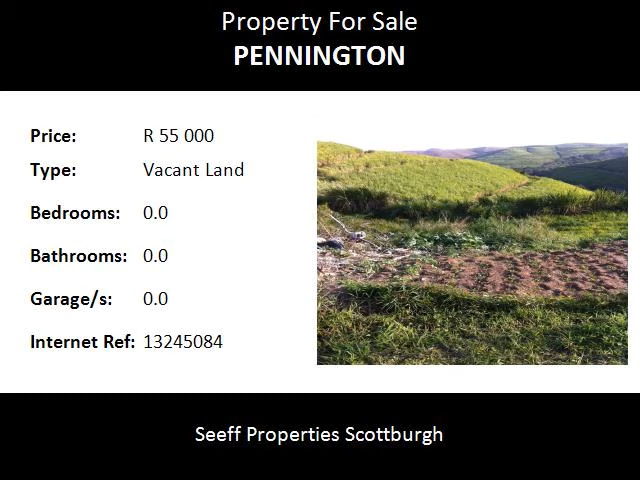 Property For Sale
PENNINGTON
Price: R 55 000
Type: Vacant Land
Bedrooms: 0.0
Bathrooms: 0.0
Garage/s: 0.0
Internet Ref: 13245084
Seeff Properties Scottburgh